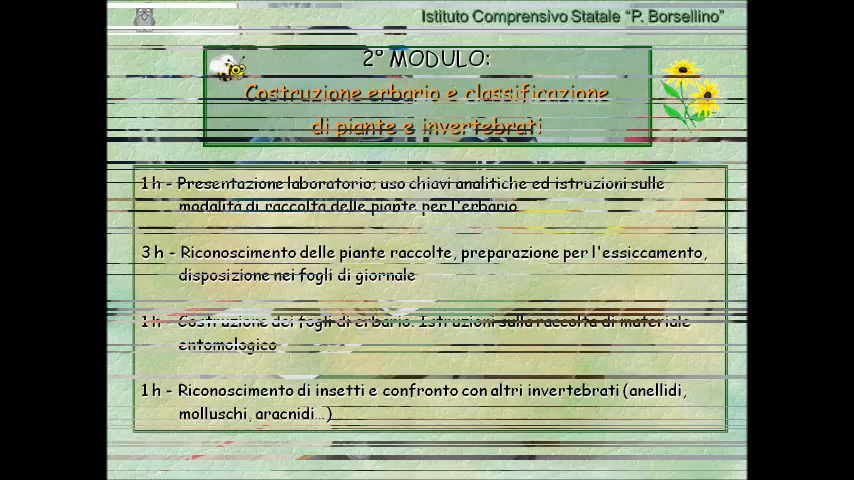 Istituto Comprensivo Statale “P. Borsellino”
2° MODULO:
Costruzione erbario e classificazione
di piante e invertebrati
1 h - Presentazione laboratorio; uso chiavi analitiche ed istruzioni sulle
modalità di raccolta delle piante per l'erbario
3 h - Riconoscimento delle piante raccolte, preparazione per l'essiccamento,
disposizione nei fogli di giornale
1 h - Costruzione dei fogli di erbario. Istruzioni sulla raccolta di materiale
entomologico
1 h - Riconoscimento di insetti e confronto con altri invertebrati (anellidi,
molluschi, aracnidi...)